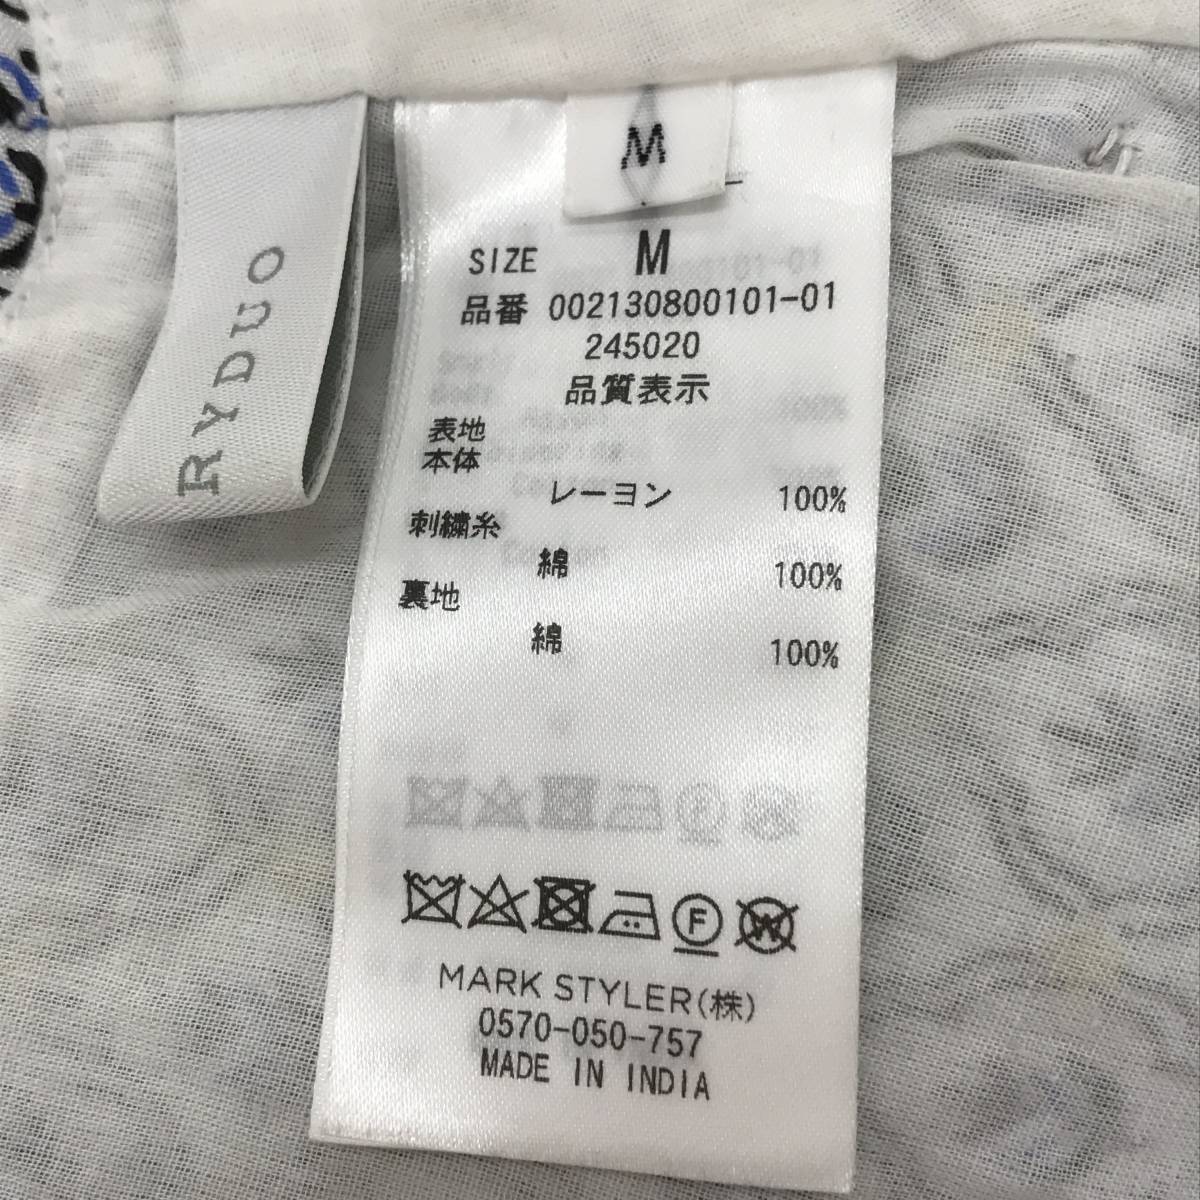 RYDUO
M
SIZE M
品番 002130800101-01
245020
品質表示
表地
本体
レーヨン 100%
刺繍糸
綿 100%
裏地
綿 100%
F
W
MARK STYLER(株)
0570-050-757
MADE IN INDIA